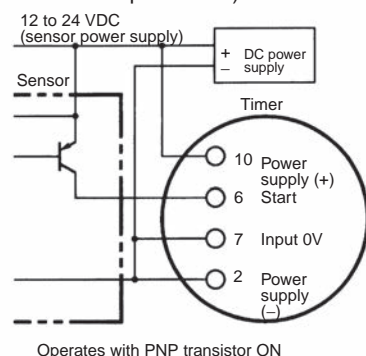 12 to 24 VDC
(sensor power supply)
+ DC power
– supply
Sensor
Timer
10 Power
supply (+)
6 Start
7 Input 0V
2 Power
supply
(–)
Operates with PNP transistor ON